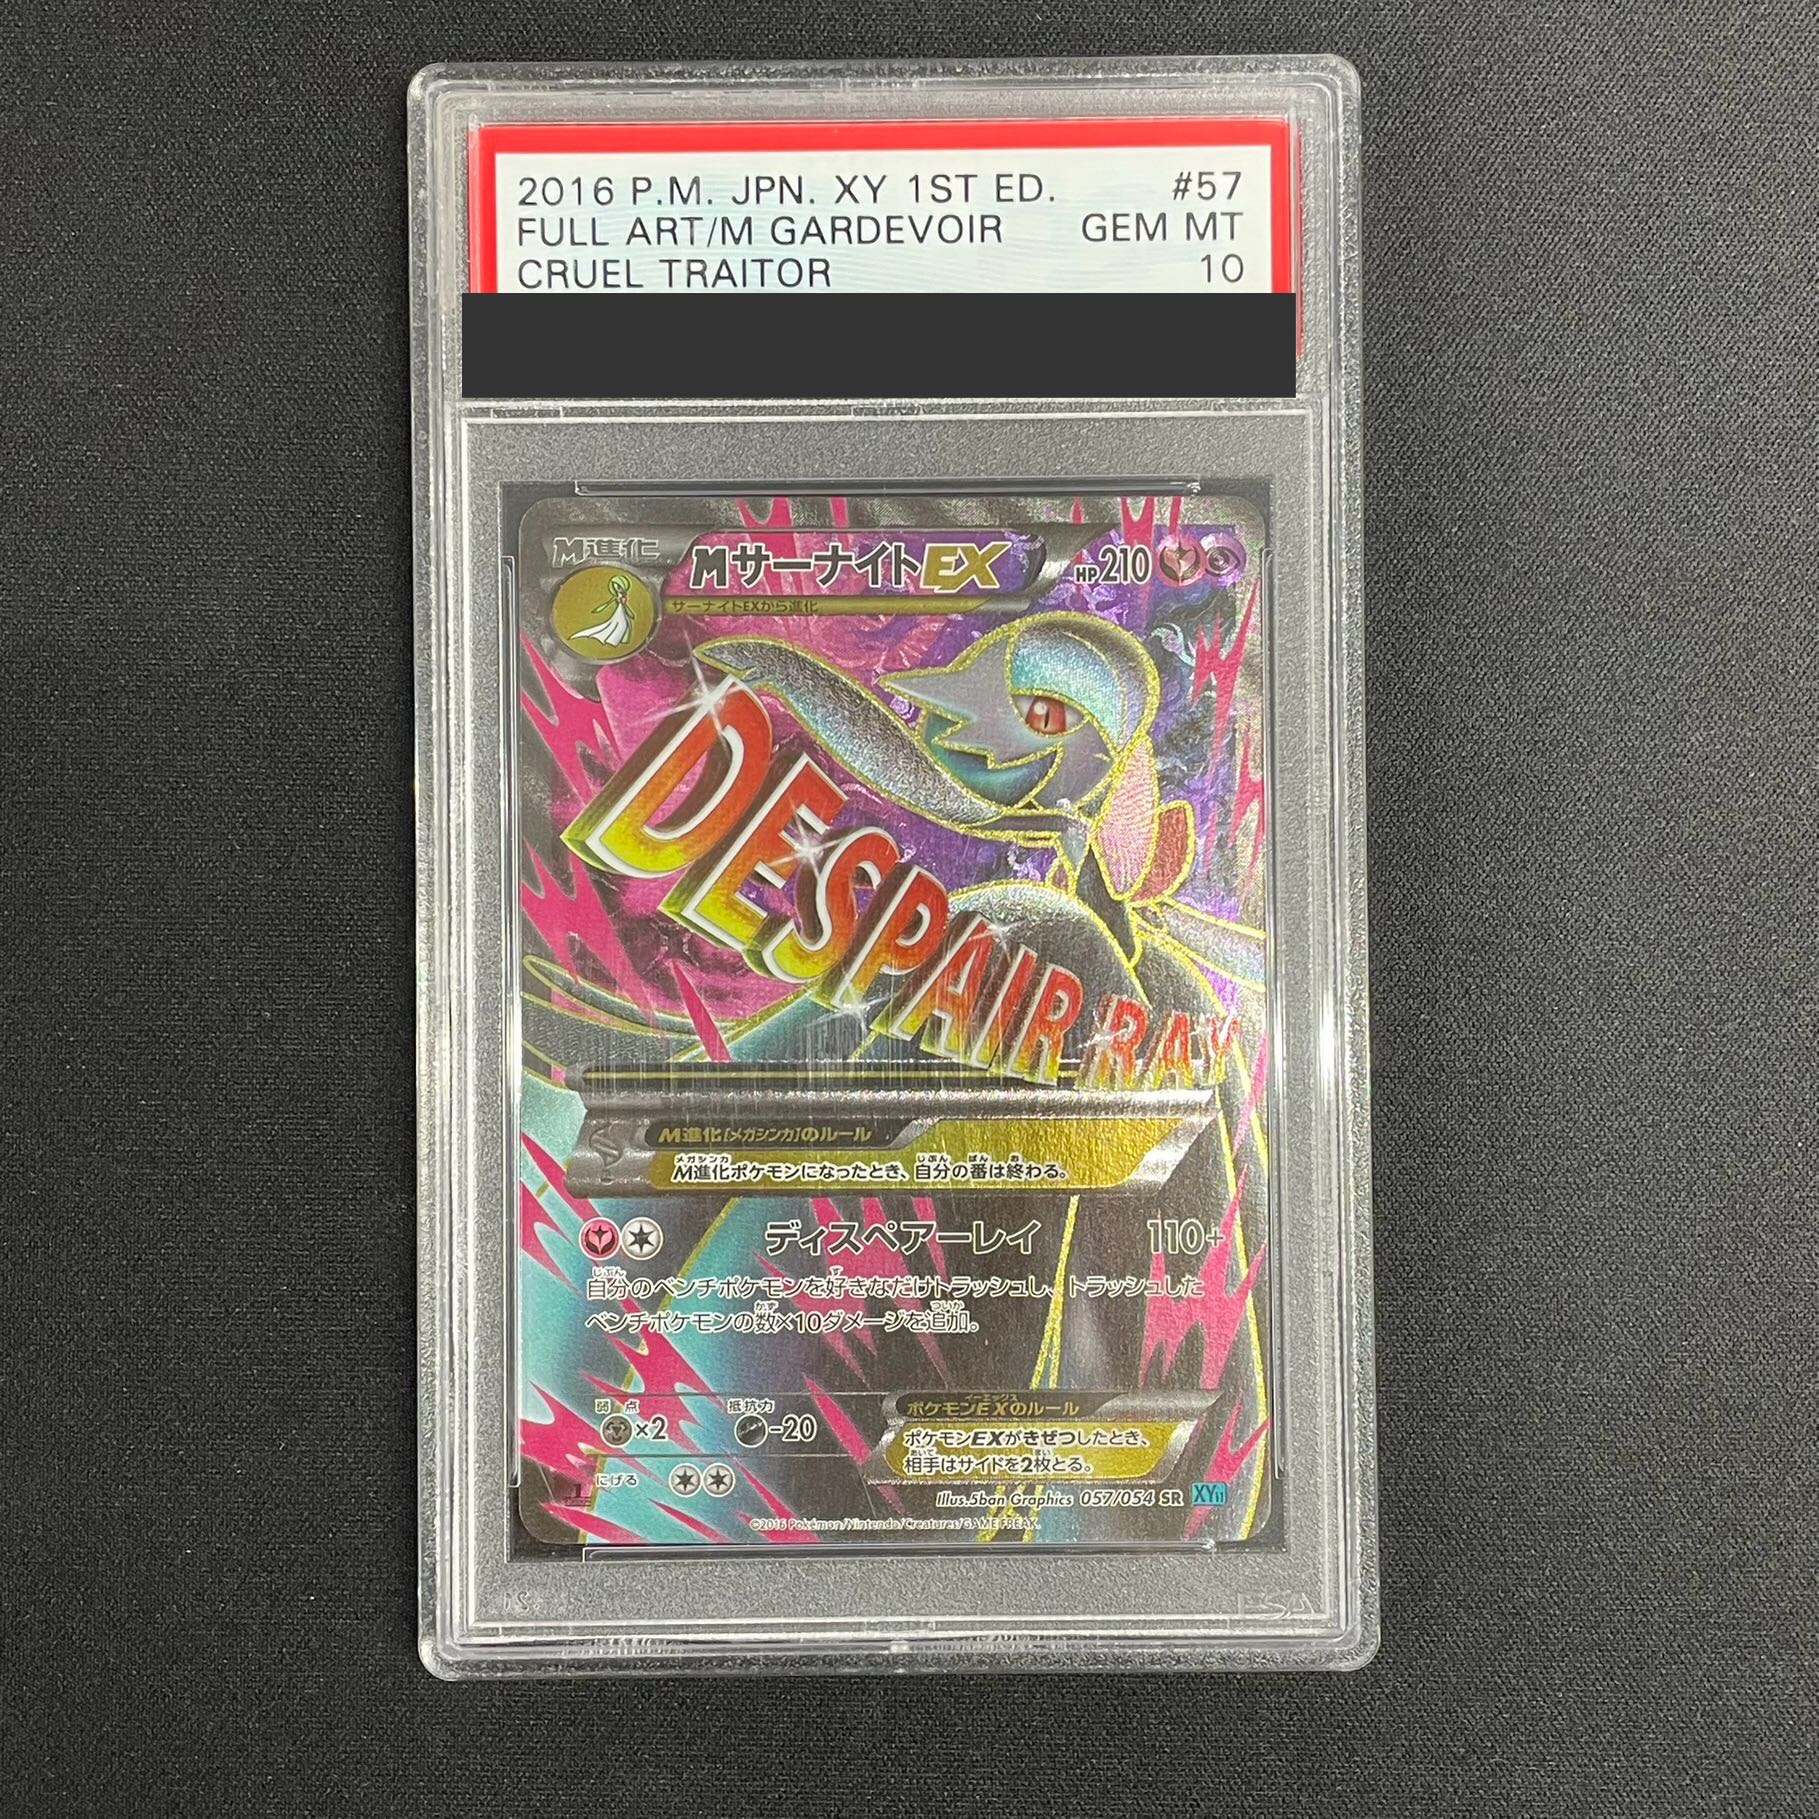 2016 P.M. JPN. XY 1ST ED. #57
FULL ART/M GARDEVOIR GEM MT
CRUEL TRAITOR 10
M進化 MサーナイトEX HP210
サーナイトEXから進化
DESPAIR RAY
M進化[メガシンカ]のルール
M進化ポケモンになったとき、自分の番は終わる。
ディスペアーレイ 110+
自分のベンチポケモンを好きなだけトラッシュし、トラッシュした
ベンチポケモンの数×10ダメージを追加。
弱点 抵抗力 ポケモンEXのルール
×2 -20 ポケモンEXがきぜつしたとき、
相手はサイドを2枚とる。
にげる
Illus.5ban Graphics 057/054 SR XY11
©2016 Pokémon/Nintendo/Creatures/GAME FREAK.